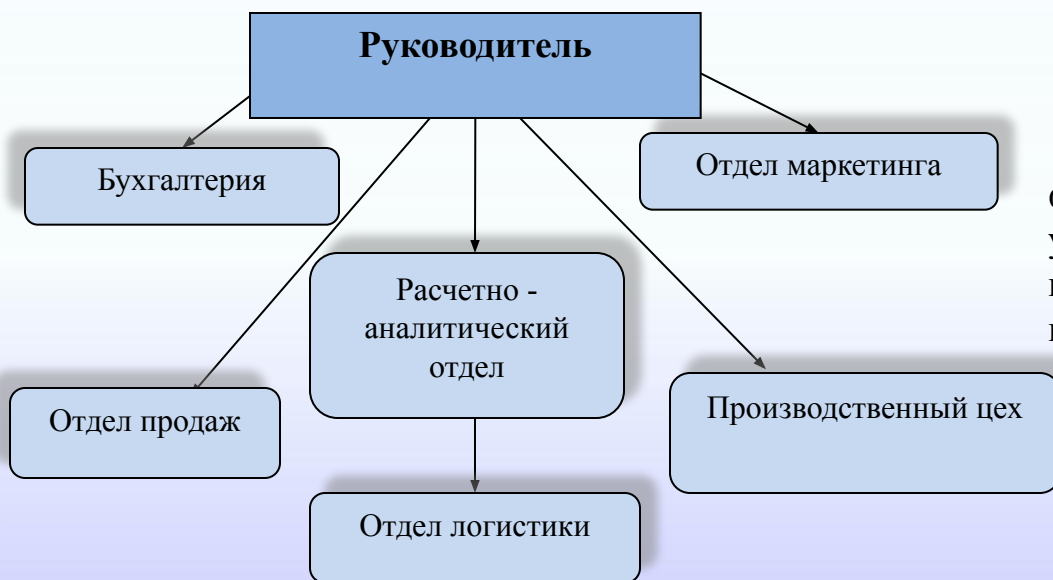 Руководитель
Бухгалтерия
Отдел маркетинга
Расчетно -
аналитический
отдел
Отдел продаж
Производственный цех
Отдел логистики